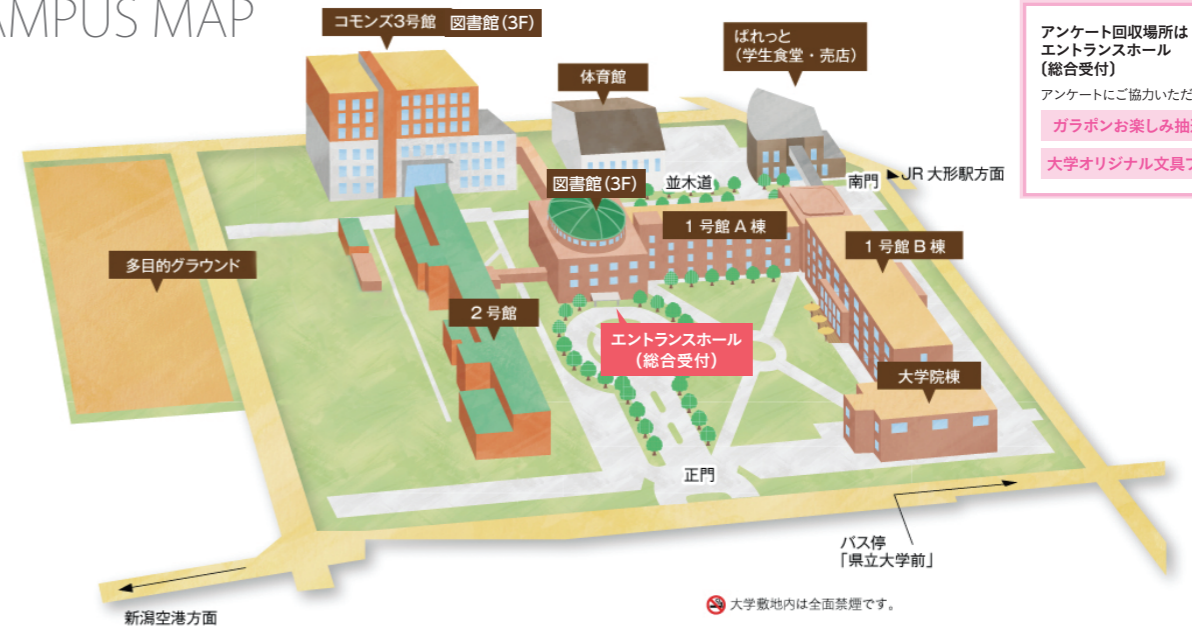 AMPUS MAP
コモンズ3号館
図書館(3F)
ぱれっと
(学生食堂・売店)
体育館
アンケート回収場所は
エントランスホール
〔総合受付〕
アンケートにご協力いただ
ガラポンお楽しみ抽
大学オリジナル文具
図書館(3F)
並木道
南門
▶JR 大形駅方面
1号館A棟
1号館B棟
多目的グラウンド
2号館
エントランスホール
(総合受付)
大学院棟
正門
バス停
「県立大学前」
新潟空港方面
大学敷地内は全面禁煙です。